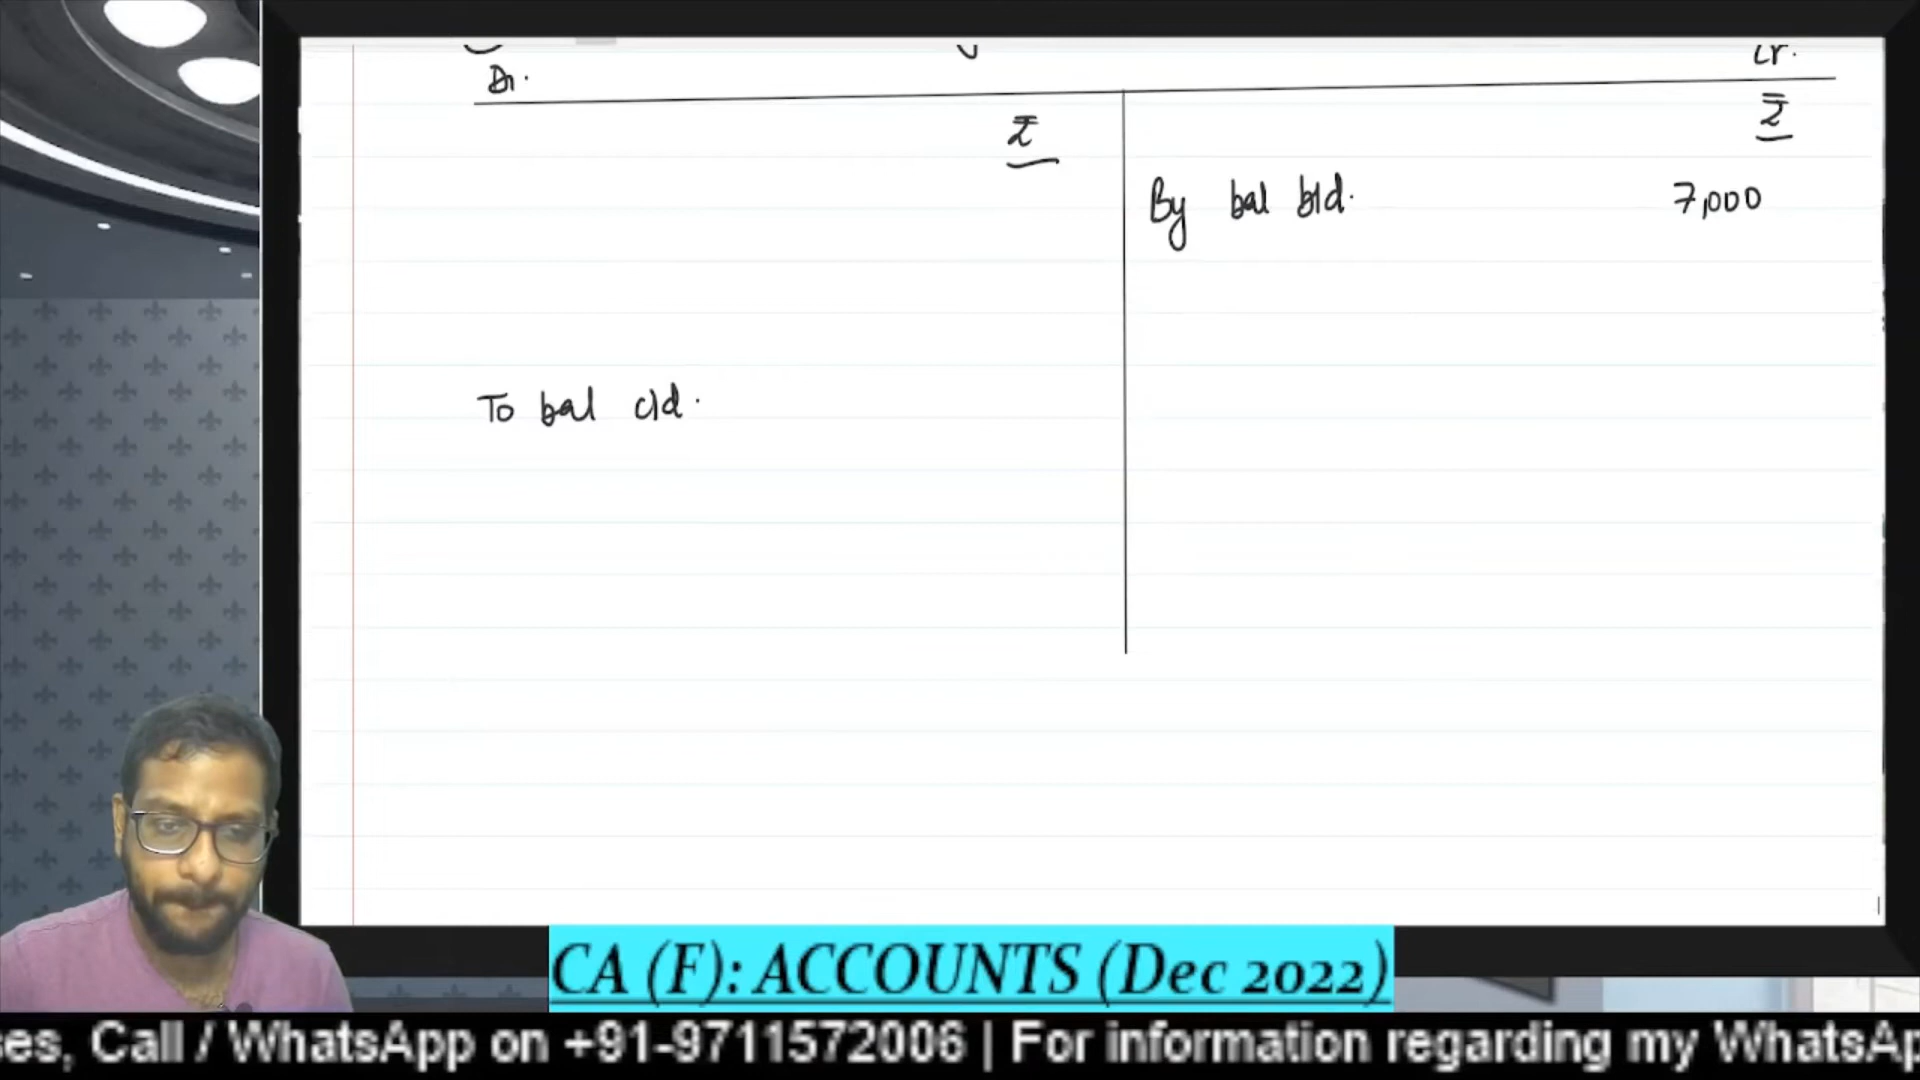 Dr.
Cr.
₹
₹
By bal b/d.
7,000
To bal c/d.
CA (F): ACCOUNTS (Dec 2022)
ses, Call / WhatsApp on +91-9711572006 | For information regarding my WhatsAp